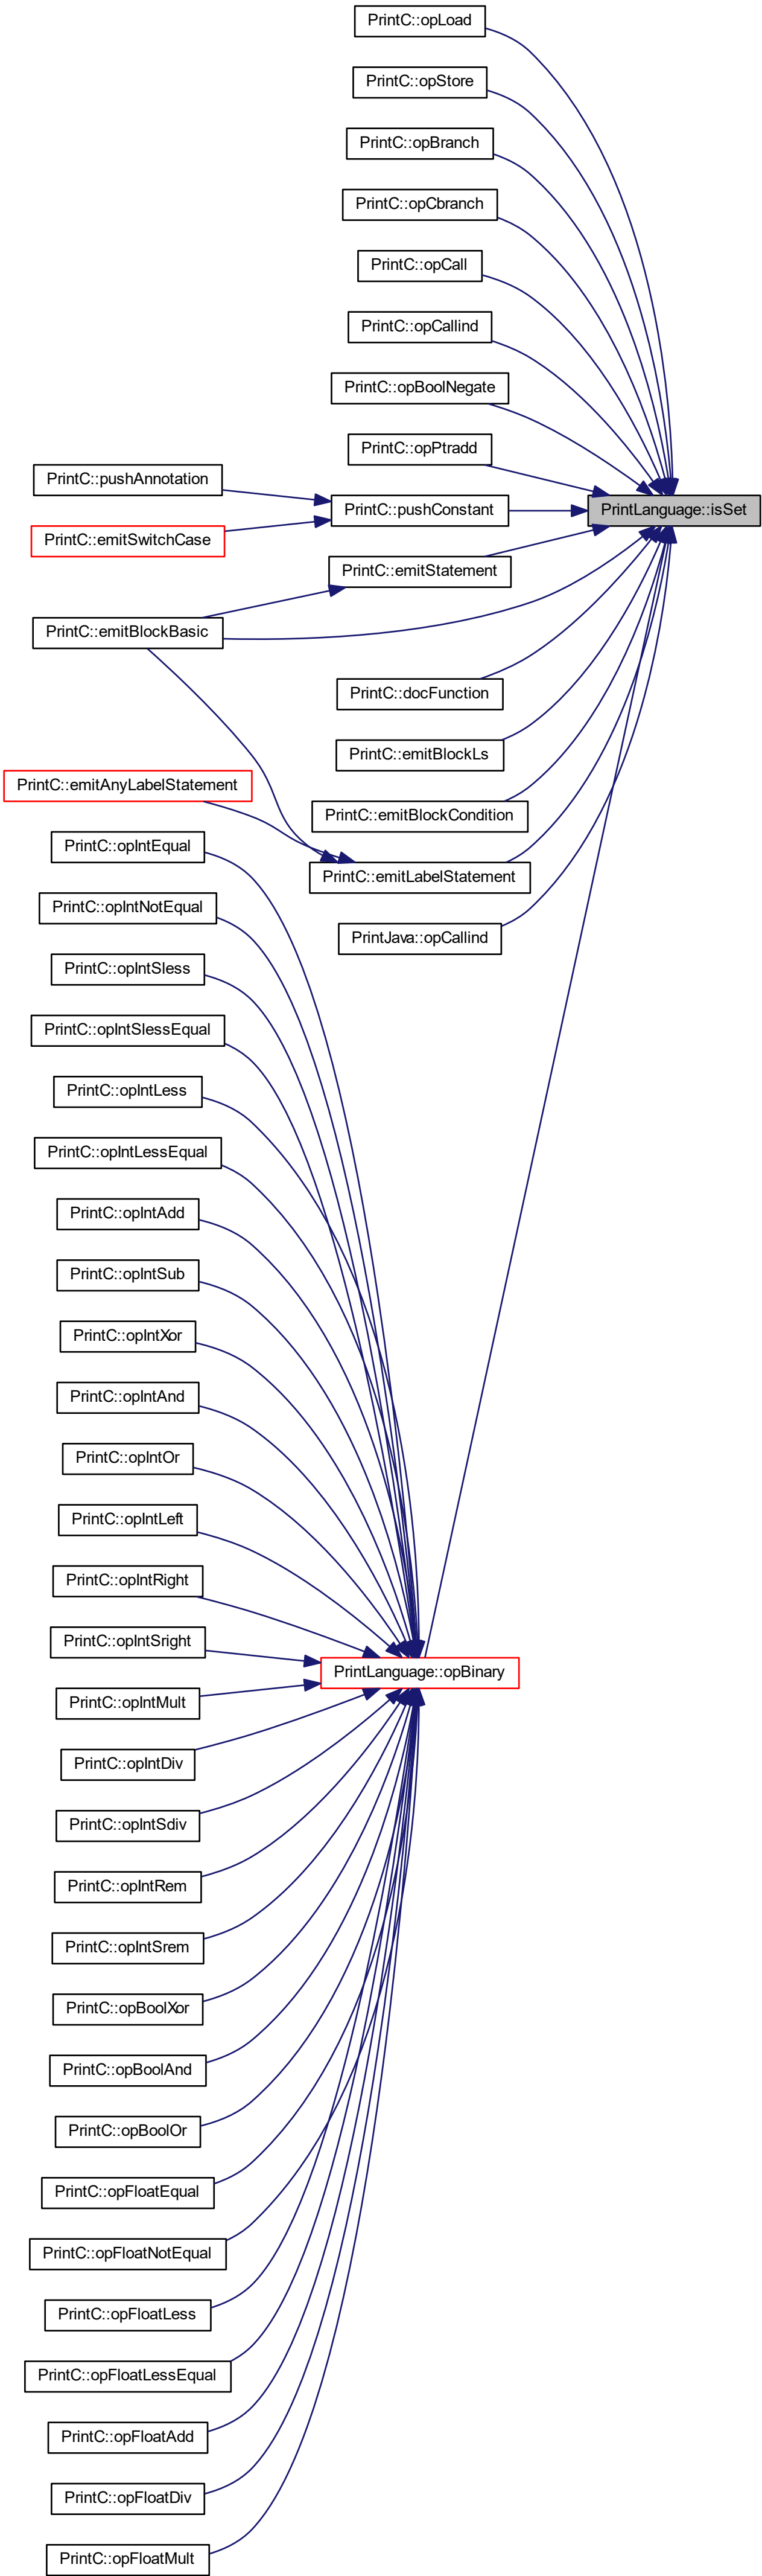 PrintC::opLoad
PrintC::opStore
PrintC::opBranch
PrintC::opCbranch
PrintC::opCall
PrintC::opCallind
PrintC::opBoolNegate
PrintC::opPtradd
PrintC::pushAnnotation
PrintC::pushConstant
PrintLanguage::isSet
PrintC::emitSwitchCase
PrintC::emitStatement
PrintC::emitBlockBasic
PrintC::docFunction
PrintC::emitBlockLs
PrintC::emitAnyLabelStatement
PrintC::emitBlockCondition
PrintC::opIntEqual
PrintC::emitLabelStatement
PrintC::opIntNotEqual
PrintJava::opCallind
PrintC::opIntSless
PrintC::opIntSlessEqual
PrintC::opIntLess
PrintC::opIntLessEqual
PrintC::opIntAdd
PrintC::opIntSub
PrintC::opIntXor
PrintC::opIntAnd
PrintC::opIntOr
PrintC::opIntLeft
PrintC::opIntRight
PrintC::opIntSright
PrintLanguage::opBinary
PrintC::opIntMult
PrintC::opIntDiv
PrintC::opIntSdiv
PrintC::opIntRem
PrintC::opIntSrem
PrintC::opBoolXor
PrintC::opBoolAnd
PrintC::opBoolOr
PrintC::opFloatEqual
PrintC::opFloatNotEqual
PrintC::opFloatLess
PrintC::opFloatLessEqual
PrintC::opFloatAdd
PrintC::opFloatDiv
PrintC::opFloatMult